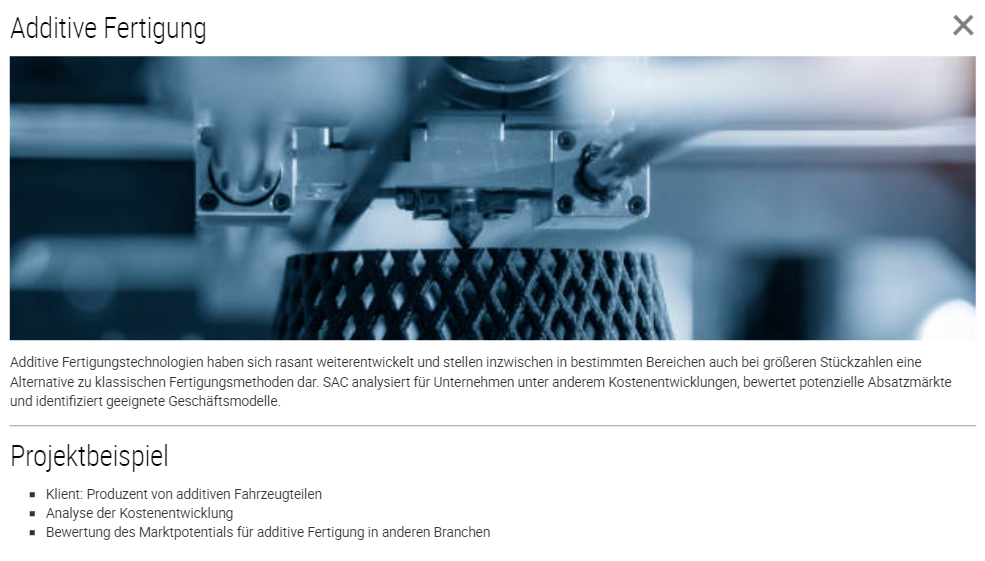 Additive Fertigung
Additive Fertigungstechnologien haben sich rasant weiterentwickelt und stellen inzwischen in bestimmten Bereichen auch bei größeren Stückzahlen eine
Alternative zu klassischen Fertigungsmethoden dar. SAC analysiert für Unternehmen unter anderem Kostenentwicklungen, bewertet potenzielle Absatzmärkte
und identifiziert geeignete Geschäftsmodelle.
Projektbeispiel
Klient: Produzent von additiven Fahrzeugteilen
Analyse der Kostenentwicklung
Bewertung des Marktpotentials für additive Fertigung in anderen Branchen